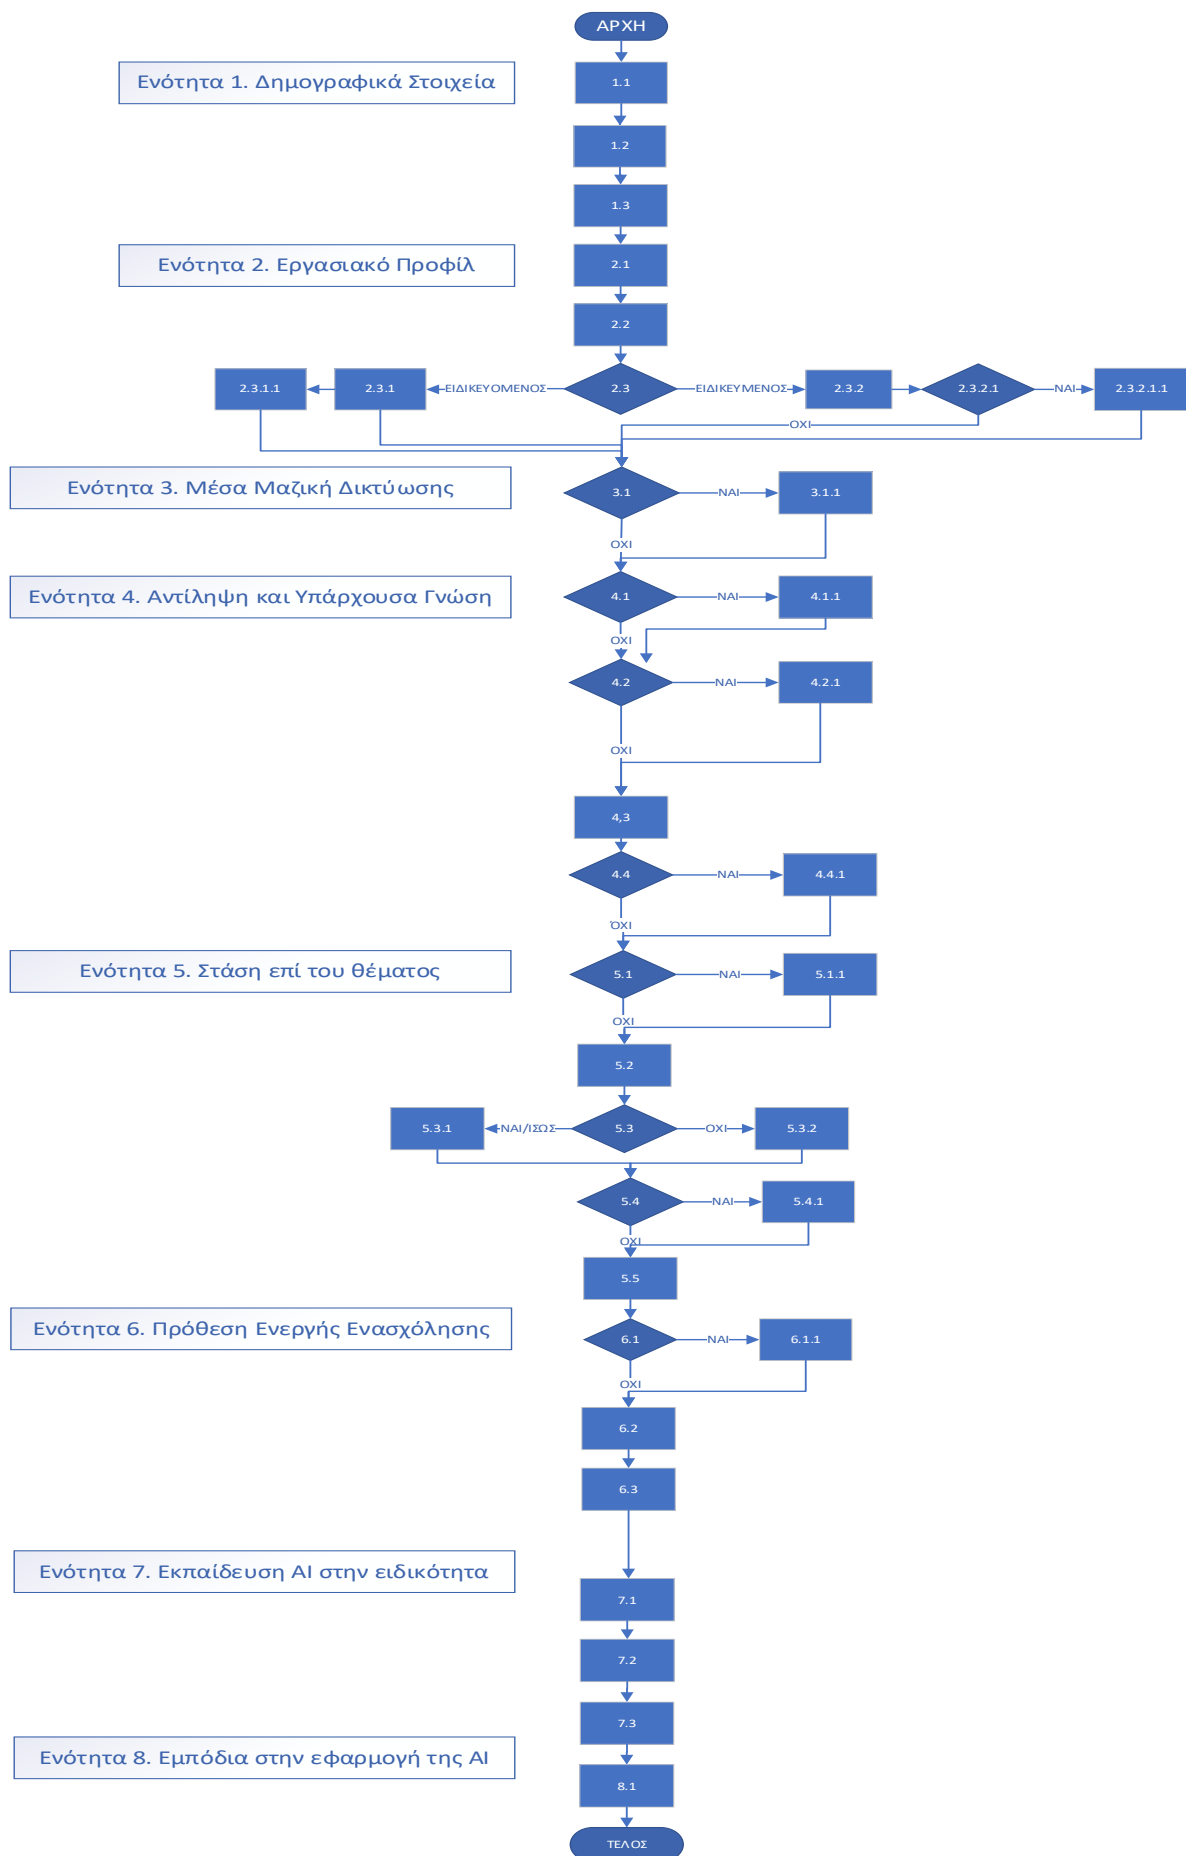 ΑΡΧΗ
Ενότητα 1. Δημογραφικά Στοιχεία
1.1
1.2
1.3
Ενότητα 2. Εργασιακό Προφίλ
2.1
2.2
2.3.1.1
2.3.1
ΕΙΔΙΚΕΥΟΜΕΝΟΣ
2.3
ΕΙΔΙΚΕΥΜΕΝΟΣ
2.3.2
2.3.2.1
ΝΑΙ
2.3.2.1.1
ΟΧΙ
Ενότητα 3. Μέσα Μαζική Δικτύωσης
3.1
ΝΑΙ
3.1.1
ΟΧΙ
Ενότητα 4. Αντίληψη και Υπάρχουσα Γνώση
4.1
ΝΑΙ
4.1.1
ΟΧΙ
4.2
ΝΑΙ
4.2.1
ΟΧΙ
4,3
4.4
ΝΑΙ
4.4.1
ΌΧΙ
Ενότητα 5. Στάση επί του θέματος
5.1
ΝΑΙ
5.1.1
ΟΧΙ
5.2
5.3.1
ΝΑΙ/ΙΣΩΣ
5.3
ΟΧΙ
5.3.2
5.4
ΝΑΙ
5.4.1
ΟΧΙ
5.5
Ενότητα 6. Πρόθεση Ενεργής Ενασχόλησης
6.1
ΝΑΙ
6.1.1
ΟΧΙ
6.2
6.3
Ενότητα 7. Εκπαίδευση AI στην ειδικότητα
7.1
7.2
7.3
Ενότητα 8. Εμπόδια στην εφαρμογή της AI
8.1
ΤΕΛΟΣ